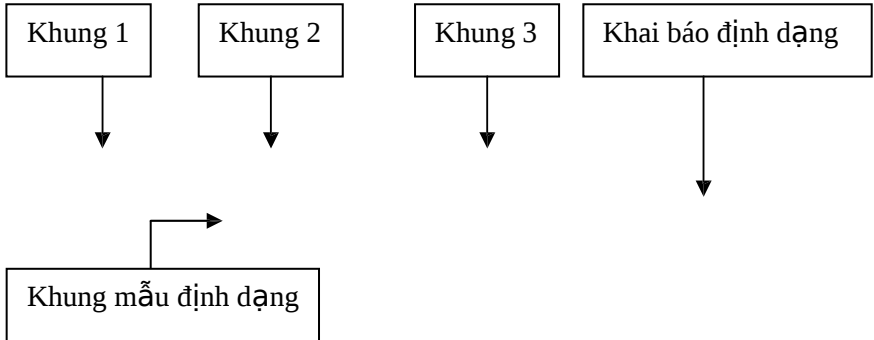 Khung 1
Khung 2
Khung 3
Khai báo định dạng
Khung mẫu định dạng